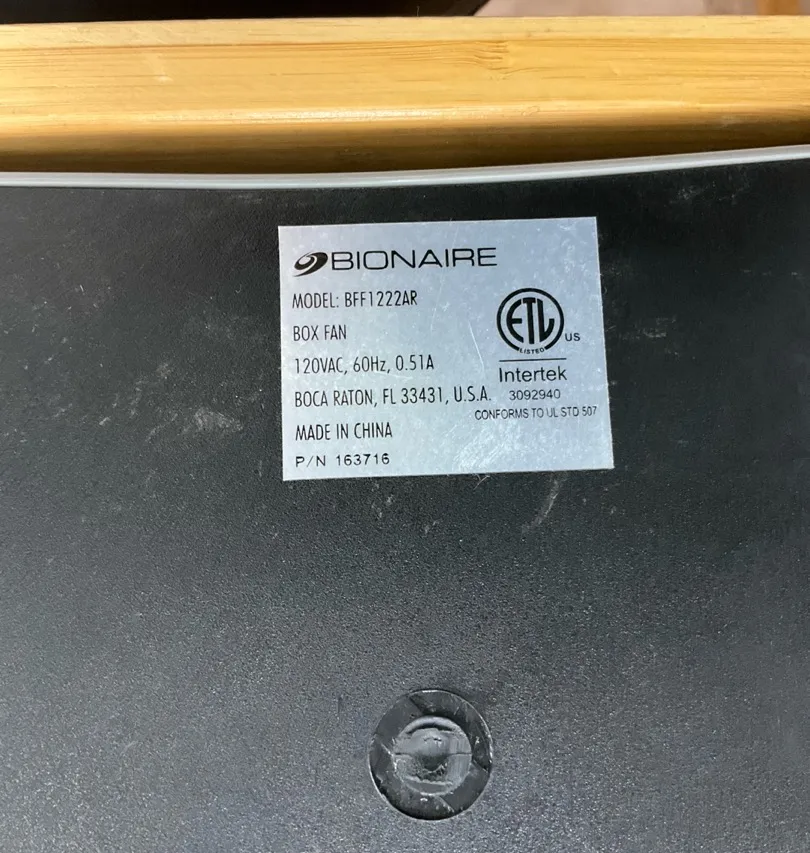 BIONAIRE
MODEL: BFF1222AR
BOX FAN
120VAC, 60Hz, 0.51A
BOCA RATON, FL 33431, U.S.A.
MADE IN CHINA
P/N 163716
ETL
LISTED
US
Intertek
3092940
CONFORMS TO UL STD 507